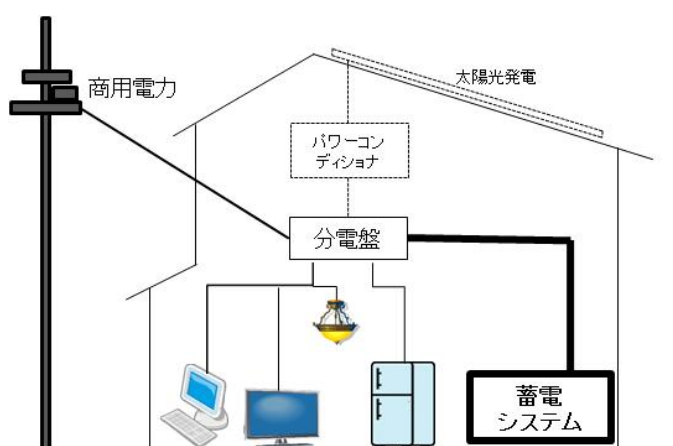 商用電力
太陽光発電
パワーコン
ディショナ
分電盤
蓄電
システム